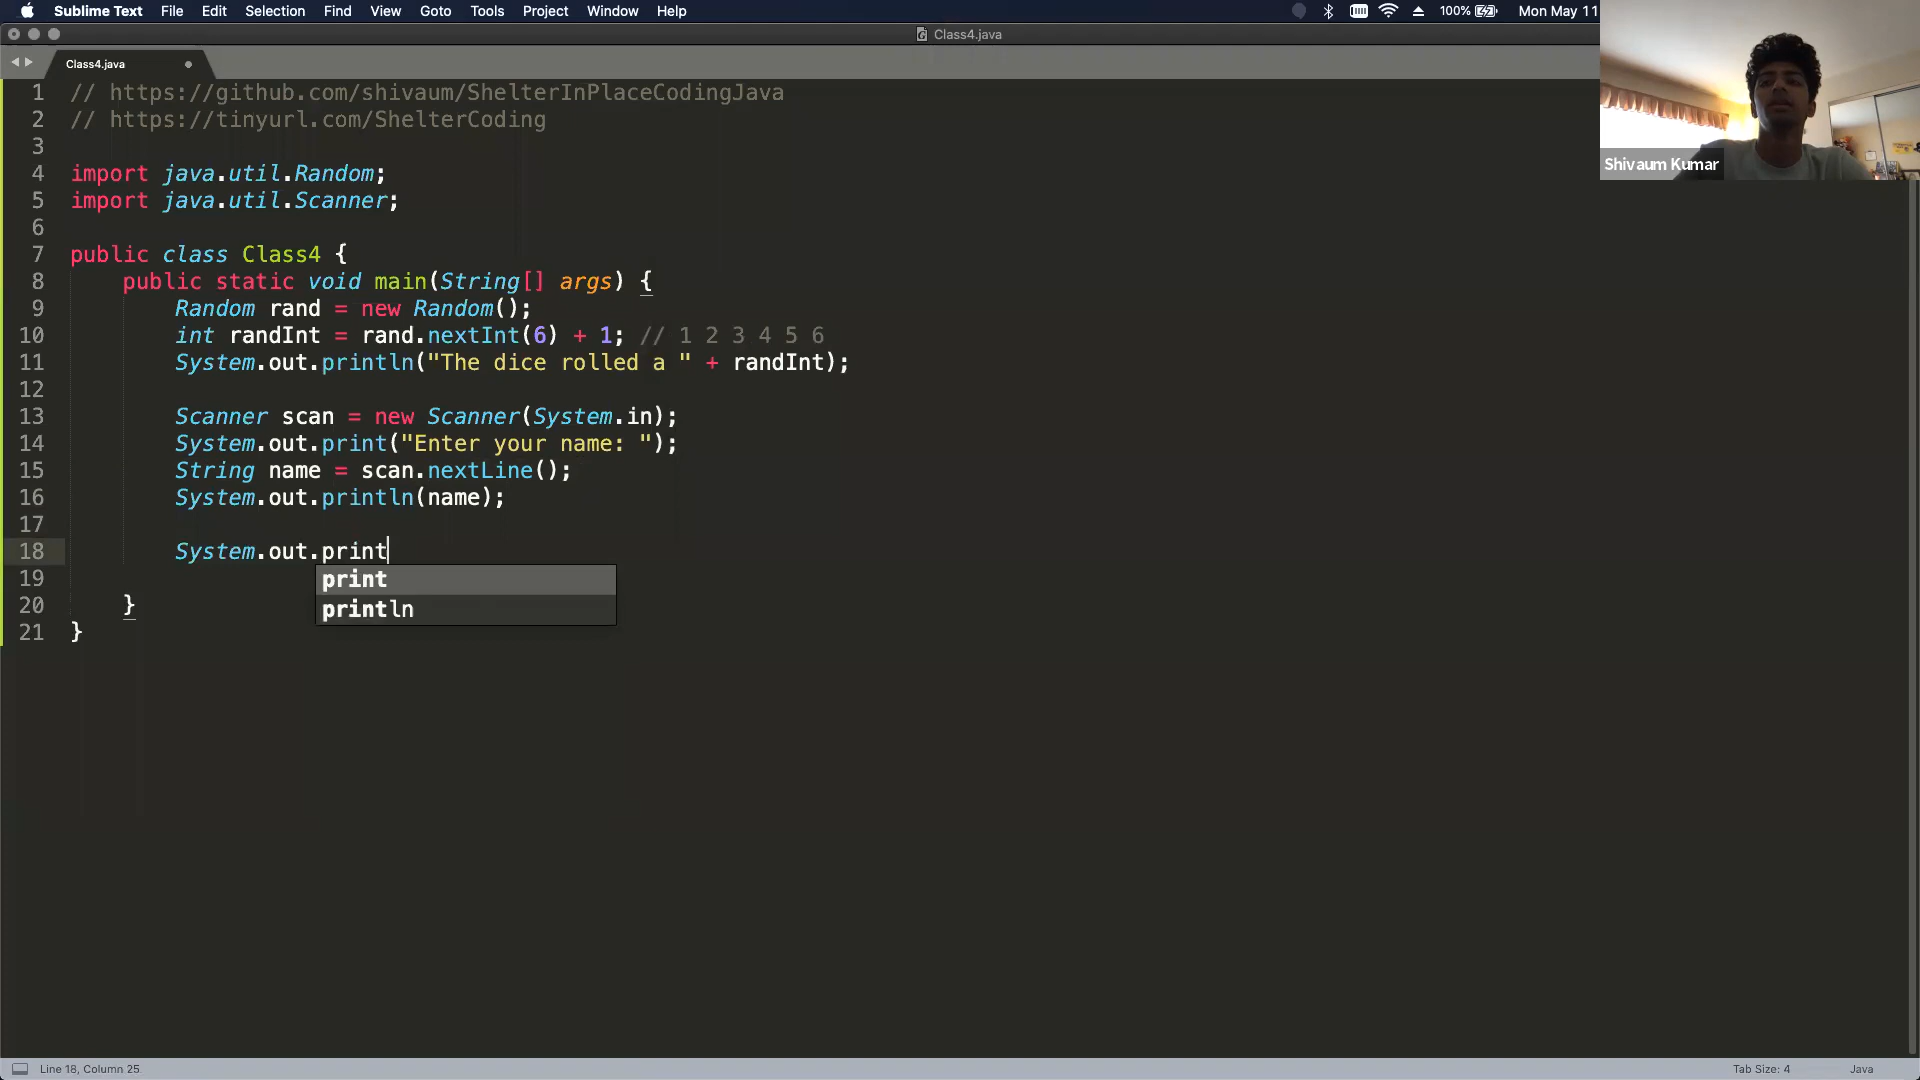 Sublime Text File Edit Selection Find View Goto Tools Project Window Help 100% Mon May 11
Class4.java
Class4.java
Shivaum Kumar
1 // https://github.com/shivaum/ShelterInPlaceCodingJava
2 // https://tinyurl.com/ShelterCoding
3
4 import java.util.Random;
5 import java.util.Scanner;
6
7 public class Class4 {
8 public static void main(String[] args) {
9 Random rand = new Random();
10 int randInt = rand.nextInt(6) + 1; // 1 2 3 4 5 6
11 System.out.println("The dice rolled a " + randInt);
12
13 Scanner scan = new Scanner(System.in);
14 System.out.print("Enter your name: ");
15 String name = scan.nextLine();
16 System.out.println(name);
17
18 System.out.print
print
19
println
20 }
21 }
Line 18, Column 25 Tab Size: 4 Java